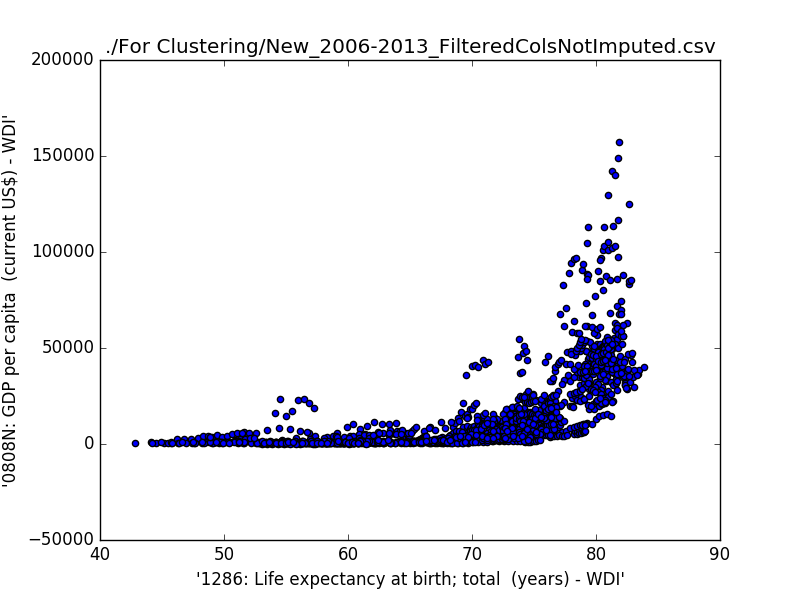 ./For Clustering/New_2006-2013_FilteredColsNotImputed.csv
200000
150000
100000
50000
0
−50000
40 50 60 70 80 90
'0808N: GDP per capita (current US$) - WDI'
'1286: Life expectancy at birth; total (years) - WDI'